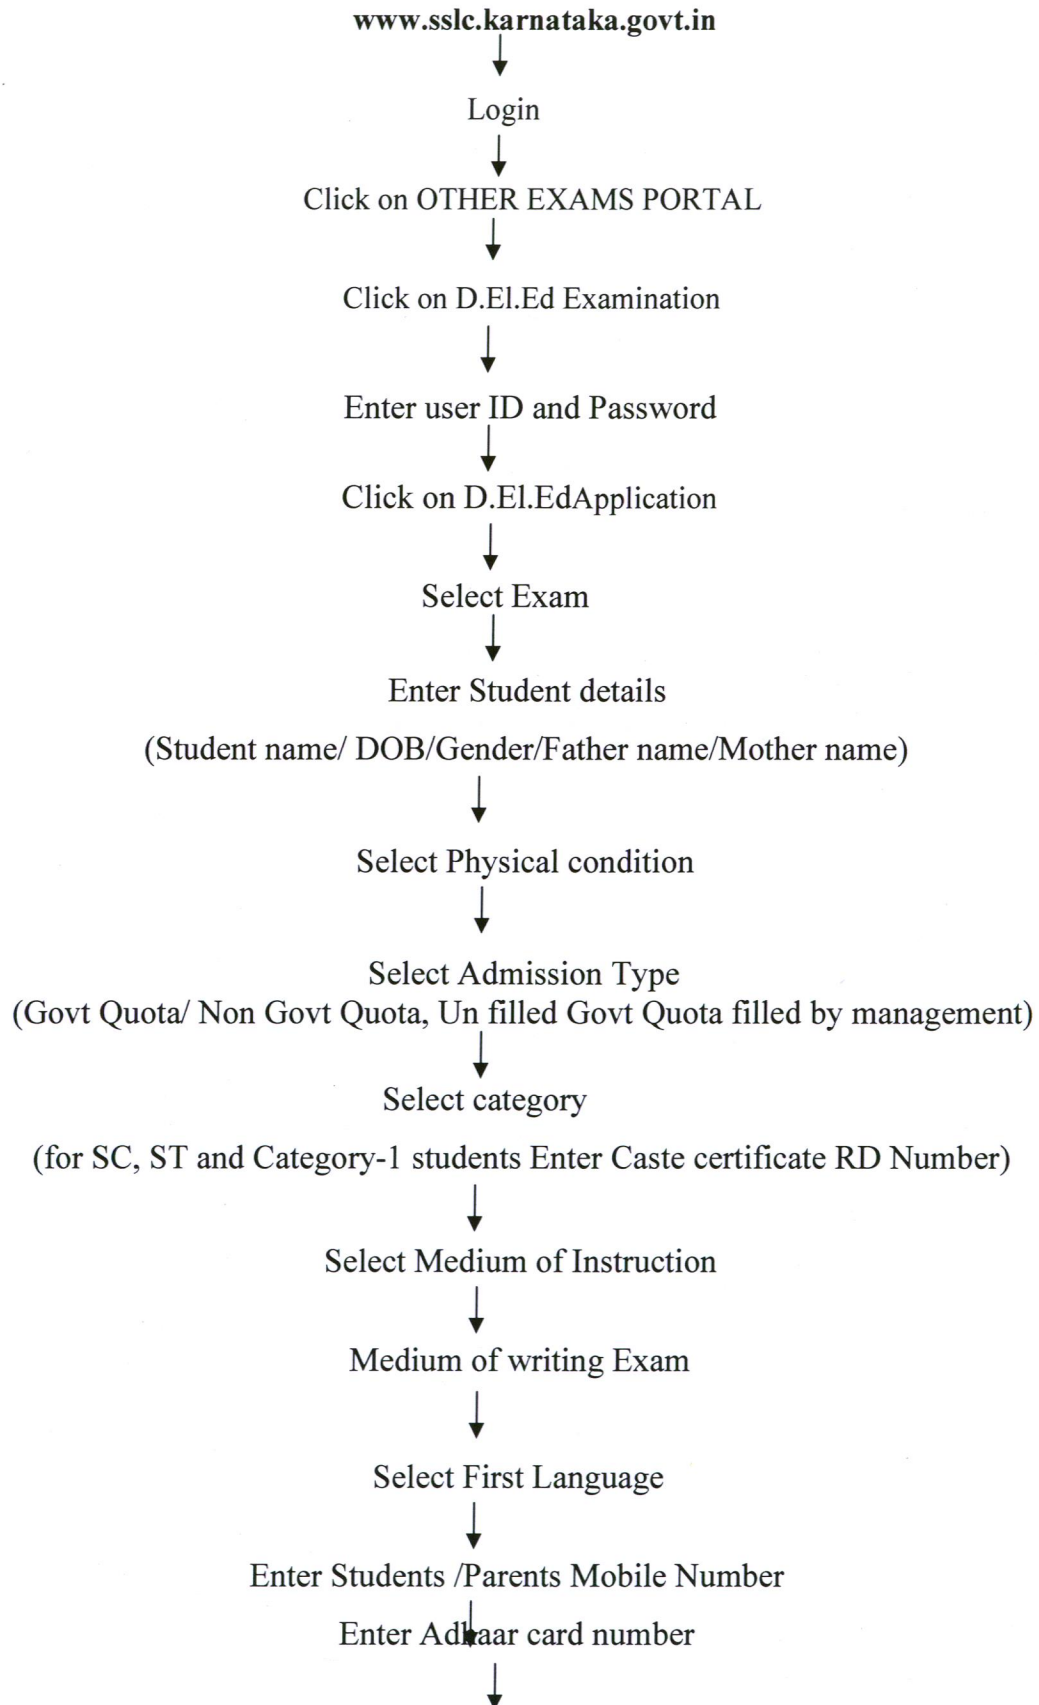 www.sslc.karnataka.govt.in
Login
Click on OTHER EXAMS PORTAL
Click on D.El.Ed Examination
Enter user ID and Password
Click on D.El.EdApplication
Select Exam
Enter Student details
(Student name/ DOB/Gender/Father name/Mother name)
Select Physical condition
Select Admission Type
(Govt Quota/ Non Govt Quota, Un filled Govt Quota filled by management)
Select category
(for SC, ST and Category-1 students Enter Caste certificate RD Number)
Select Medium of Instruction
Medium of writing Exam
Select First Language
Enter Students /Parents Mobile Number
Enter Adhaar card number